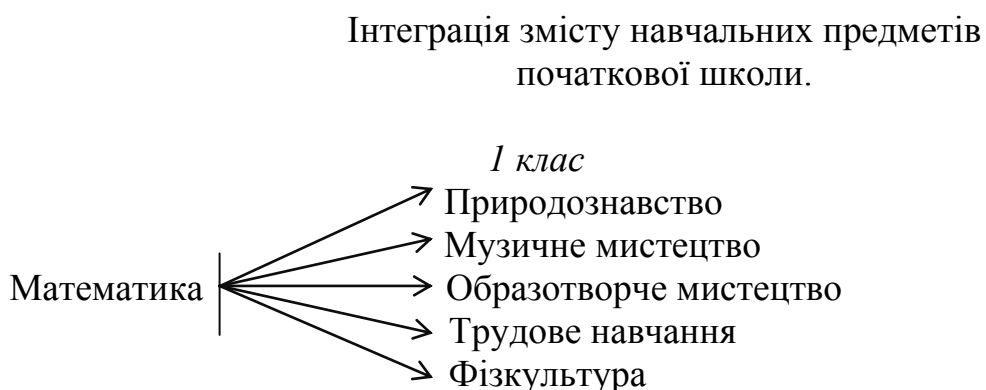 Інтеграція змісту навчальних предметів
початкової школи.
1 клас
Природознавство
Музичне мистецтво
Математика
Образотворче мистецтво
Трудове навчання
Фізкультура